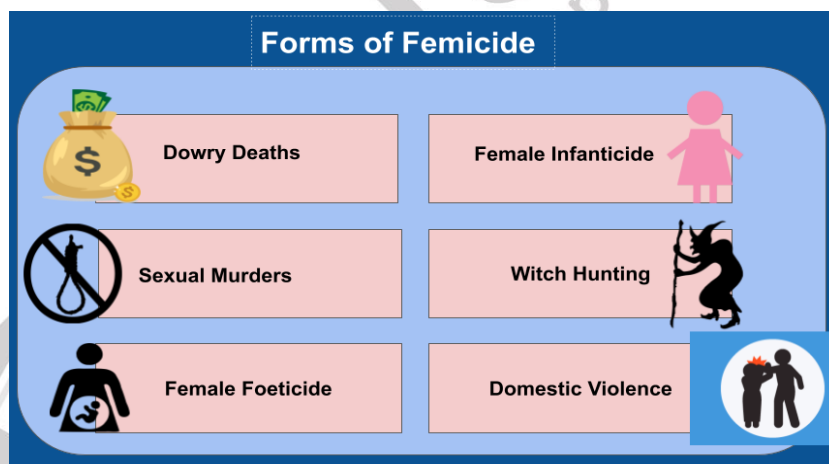 Forms of Femicide
Dowry Deaths
Female Infanticide
Sexual Murders
Witch Hunting
Female Foeticide
Domestic Violence